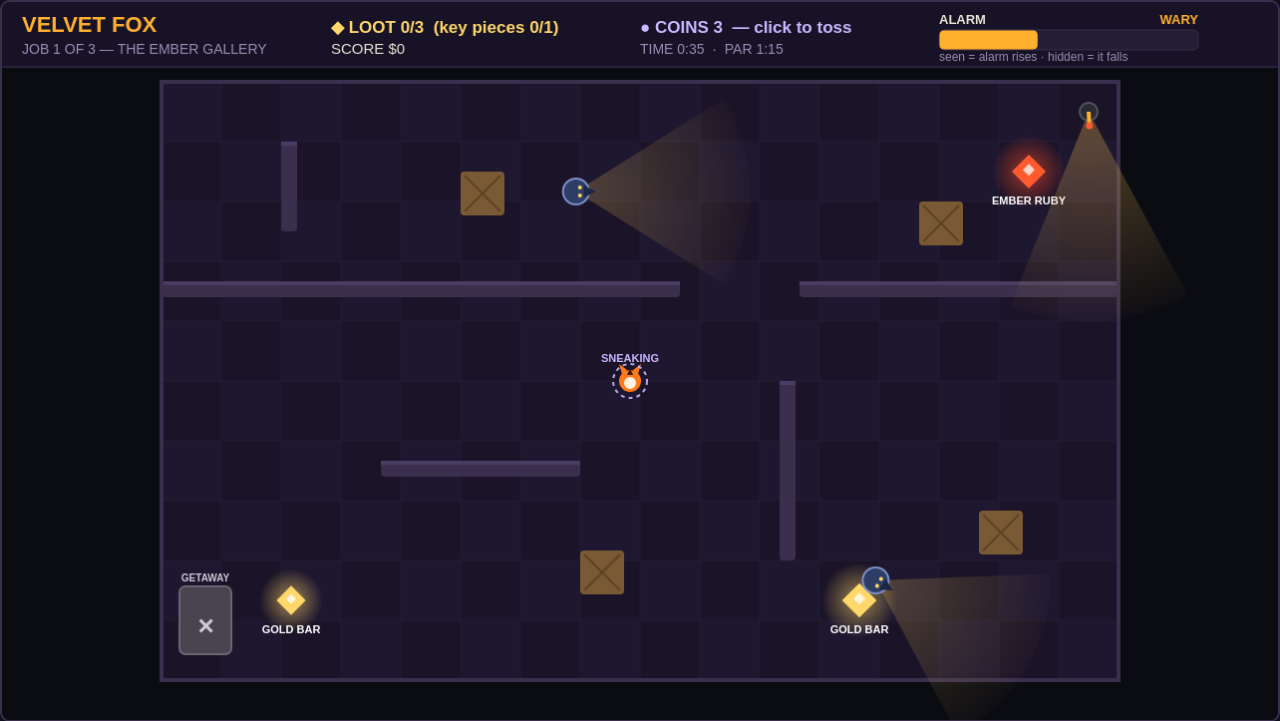 VELVET FOX
JOB 1 OF 3 — THE EMBER GALLERY
◆ LOOT 0/3 (key pieces 0/1)
SCORE $0
● COINS 3 — click to toss
TIME 0:35 · PAR 1:15
ALARM WARY
seen = alarm rises · hidden = it falls
EMBER RUBY
SNEAKING
GETAWAY
✕
GOLD BAR
GOLD BAR